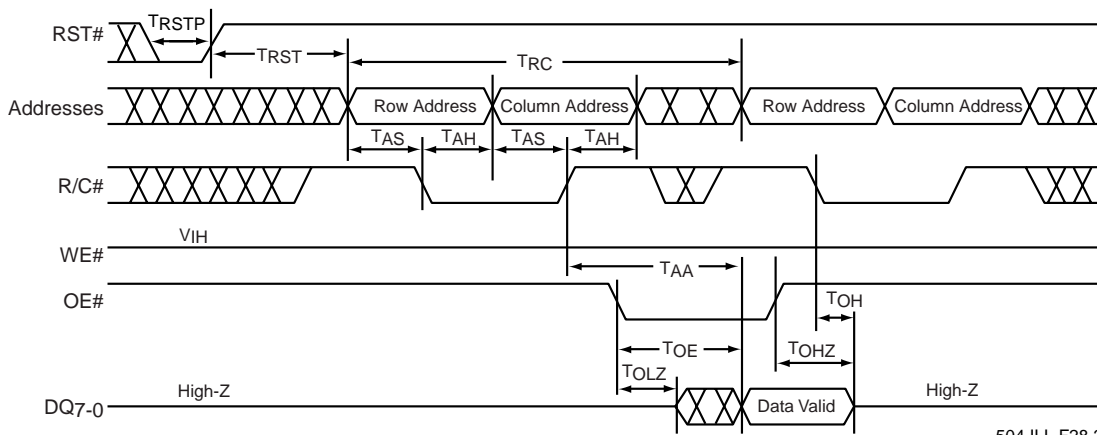 RST#
TRSTP
TRST
TRC
Addresses
Row Address
Column Address
Row Address
Column Address
TAS
TAH
TAS
TAH
R/C#
VIH
WE#
TAA
OE#
TOH
TOE
TOHZ
TOLZ
High-Z
High-Z
DQ7-0
Data Valid